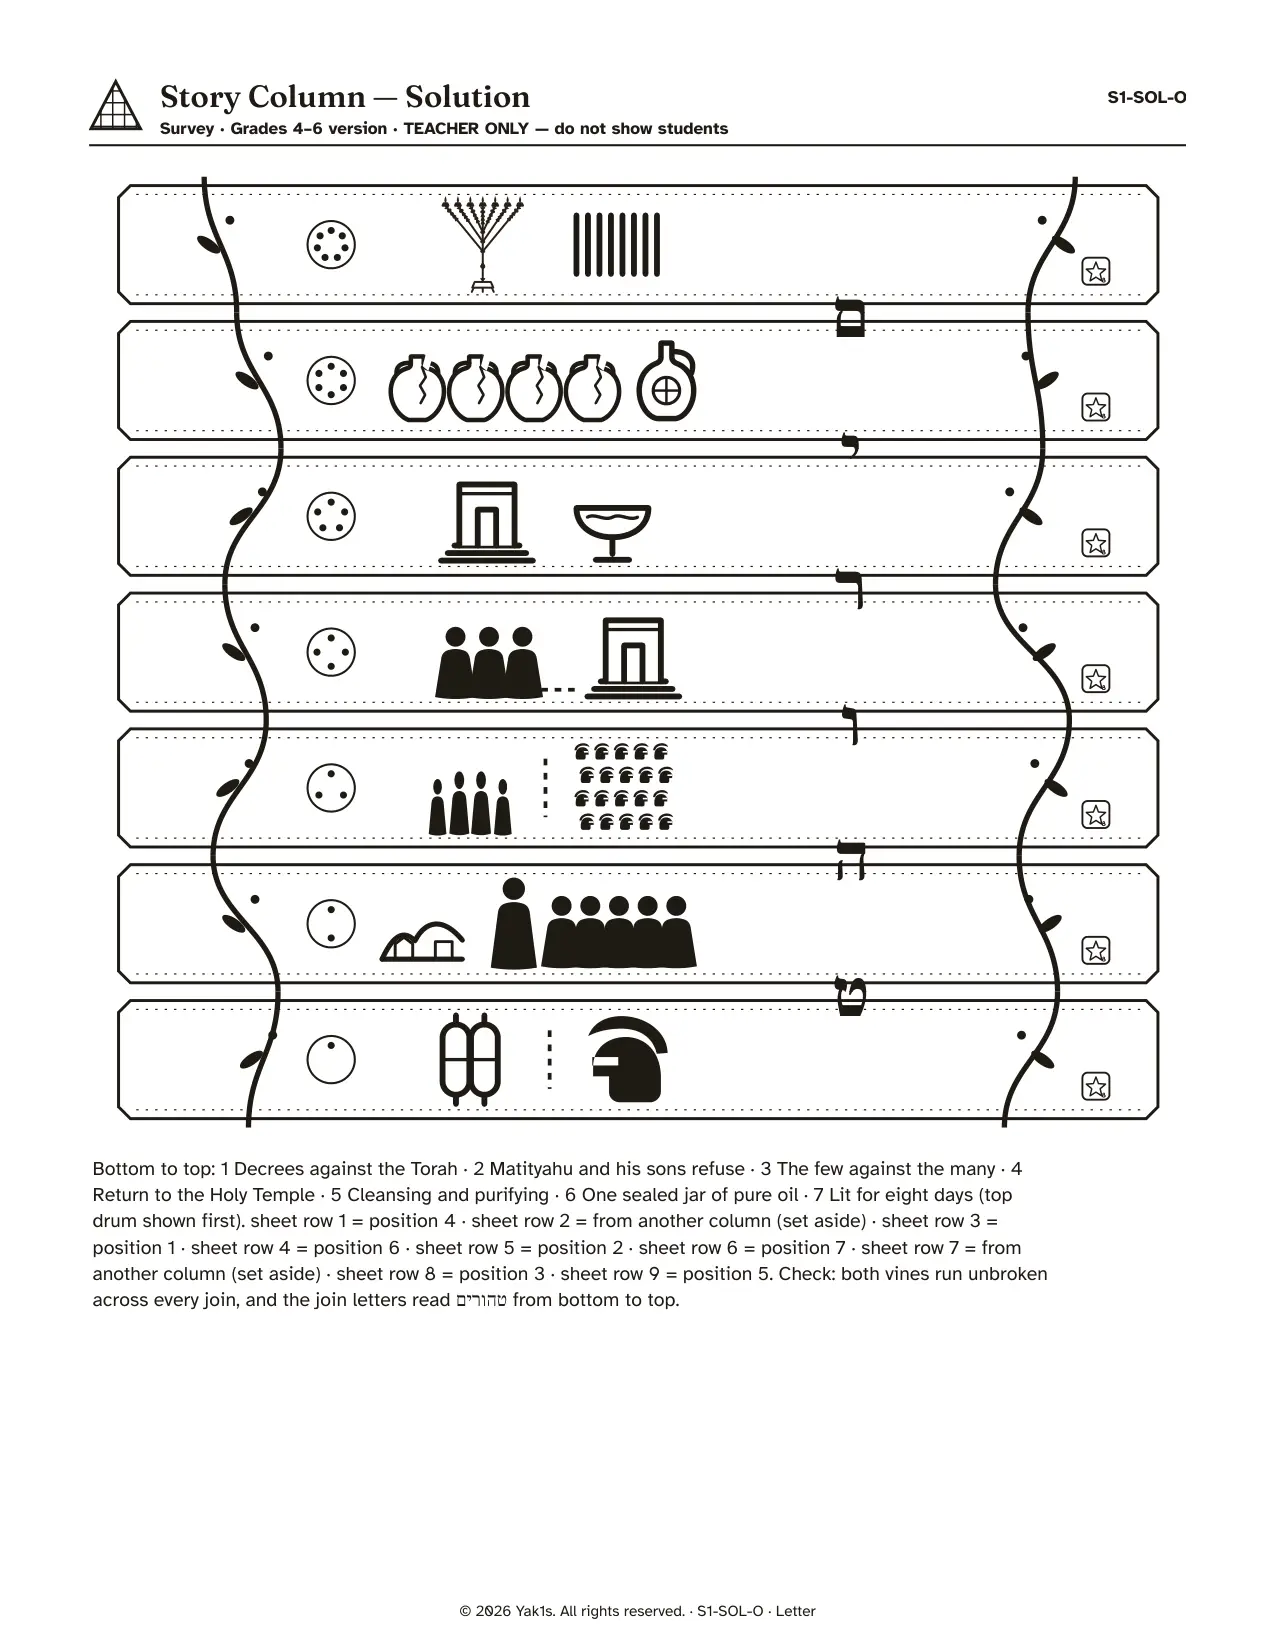 Story Column — Solution
S1-SOL-O
Survey · Grades 4–6 version · TEACHER ONLY — do not show students
ם
י
ר
ו
ה
ט
Bottom to top: 1 Decrees against the Torah · 2 Matityahu and his sons refuse · 3 The few against the many · 4
Return to the Holy Temple · 5 Cleansing and purifying · 6 One sealed jar of pure oil · 7 Lit for eight days (top
drum shown first). sheet row 1 = position 4 · sheet row 2 = from another column (set aside) · sheet row 3 =
position 1 · sheet row 4 = position 6 · sheet row 5 = position 2 · sheet row 6 = position 7 · sheet row 7 = from
another column (set aside) · sheet row 8 = position 3 · sheet row 9 = position 5. Check: both vines run unbroken
across every join, and the join letters read טהורים from bottom to top.
© 2026 Yak1s. All rights reserved. · S1-SOL-O · Letter